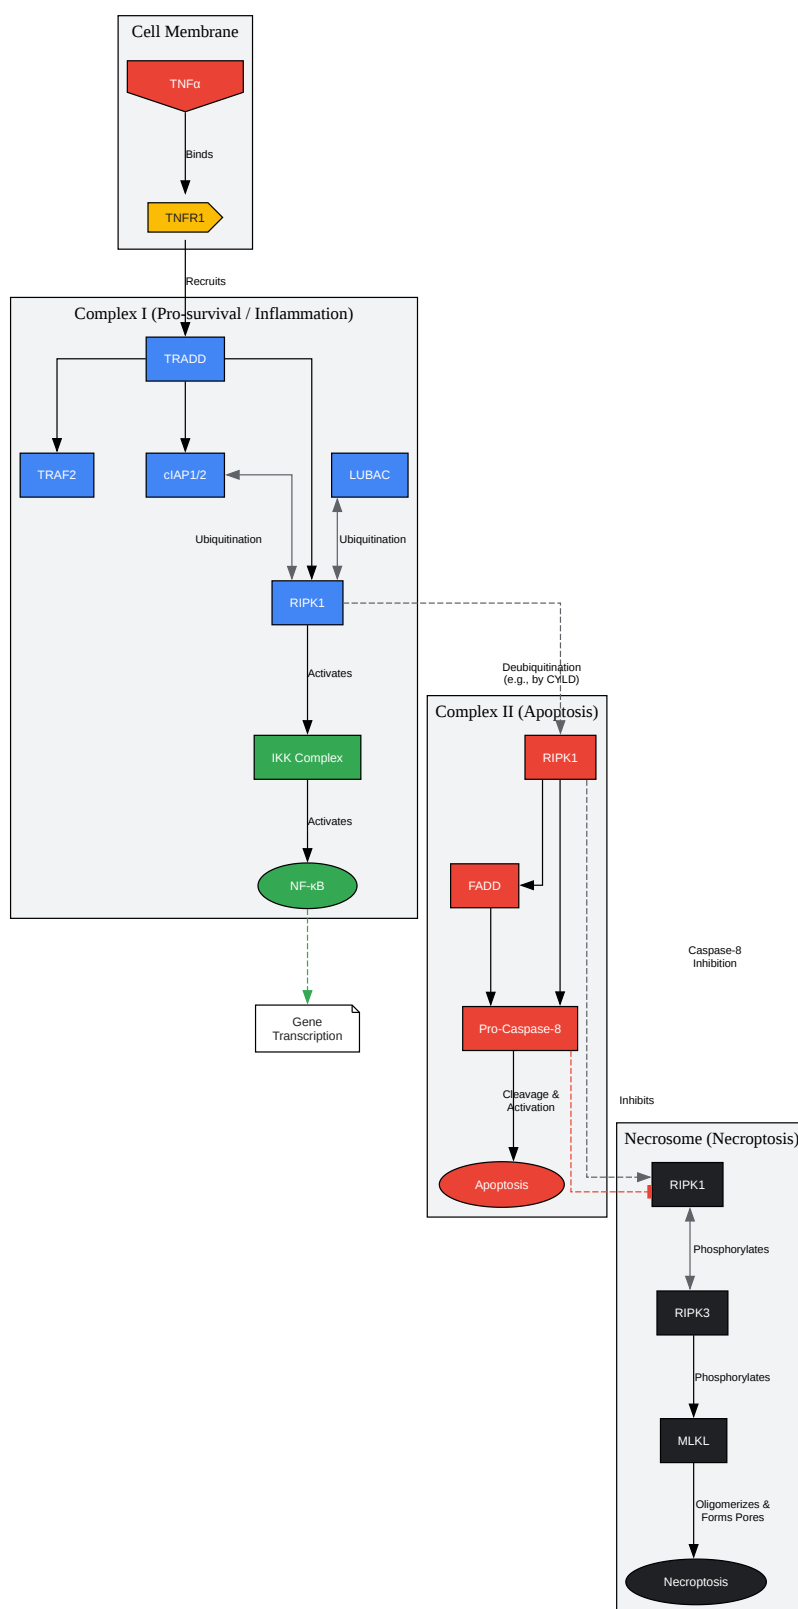 Cell Membrane
TNFα
Binds
TNFR1
Recruits
Complex I (Pro-survival / Inflammation)
TRADD
TRAF2
cIAP1/2
LUBAC
Ubiquitination
Ubiquitination
RIPK1
Activates
IKK Complex
Activates
NF-κB
Gene
Transcription
Deubiquitination
(e.g., by CYLD)
Complex II (Apoptosis)
RIPK1
FADD
Pro-Caspase-8
Cleavage &
Activation
Apoptosis
Caspase-8
Inhibition
Inhibits
Necrosome (Necroptosis)
RIPK1
Phosphorylates
RIPK3
Phosphorylates
MLKL
Oligomerizes &
Forms Pores
Necroptosis